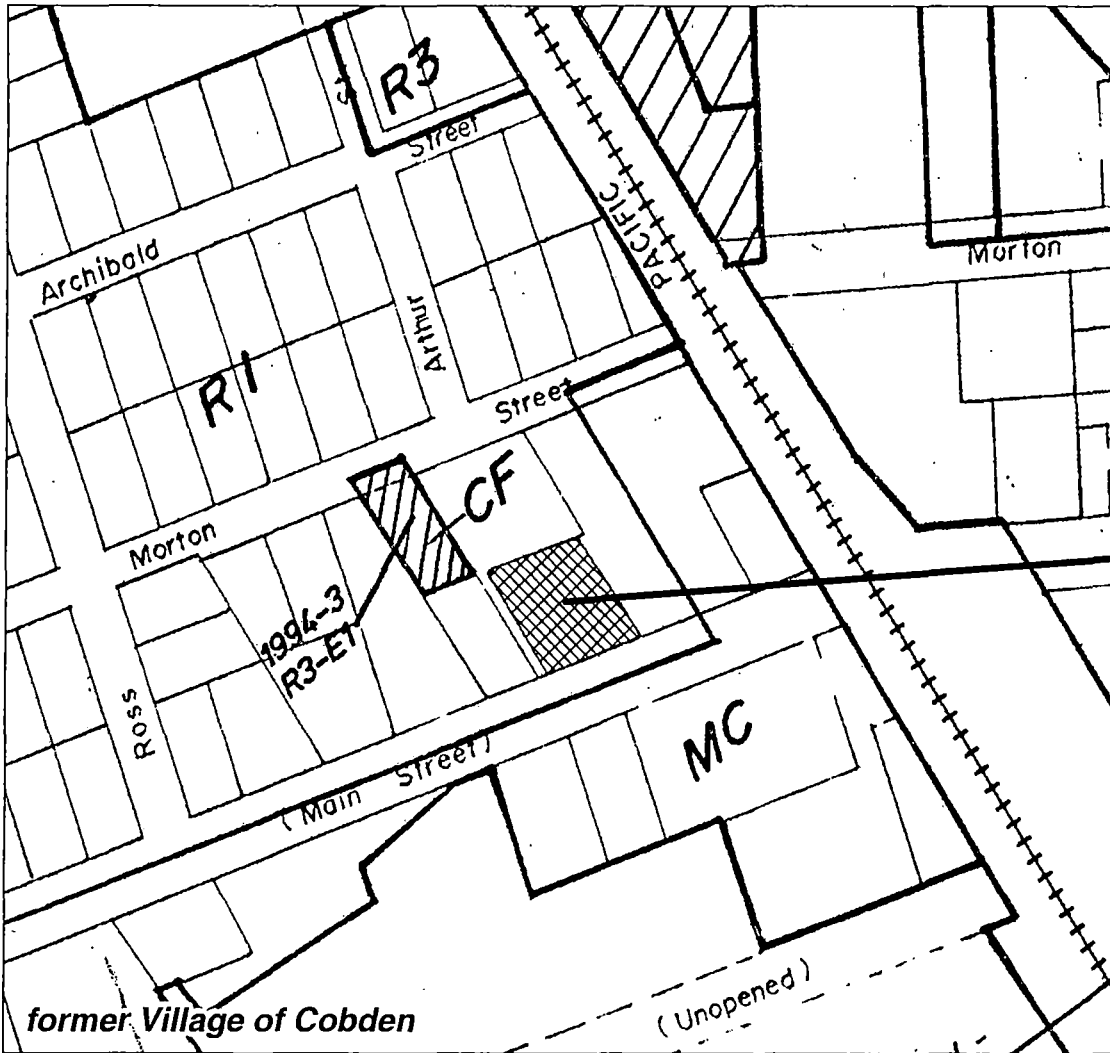 R3
St
Street
PACIFIC
Morton
Archibald
Arthur
R1
Street
CF
Morton
1994-3
R3-E1
Ross
MC
(Main Street)
(Unopened)
former Village of Cobden